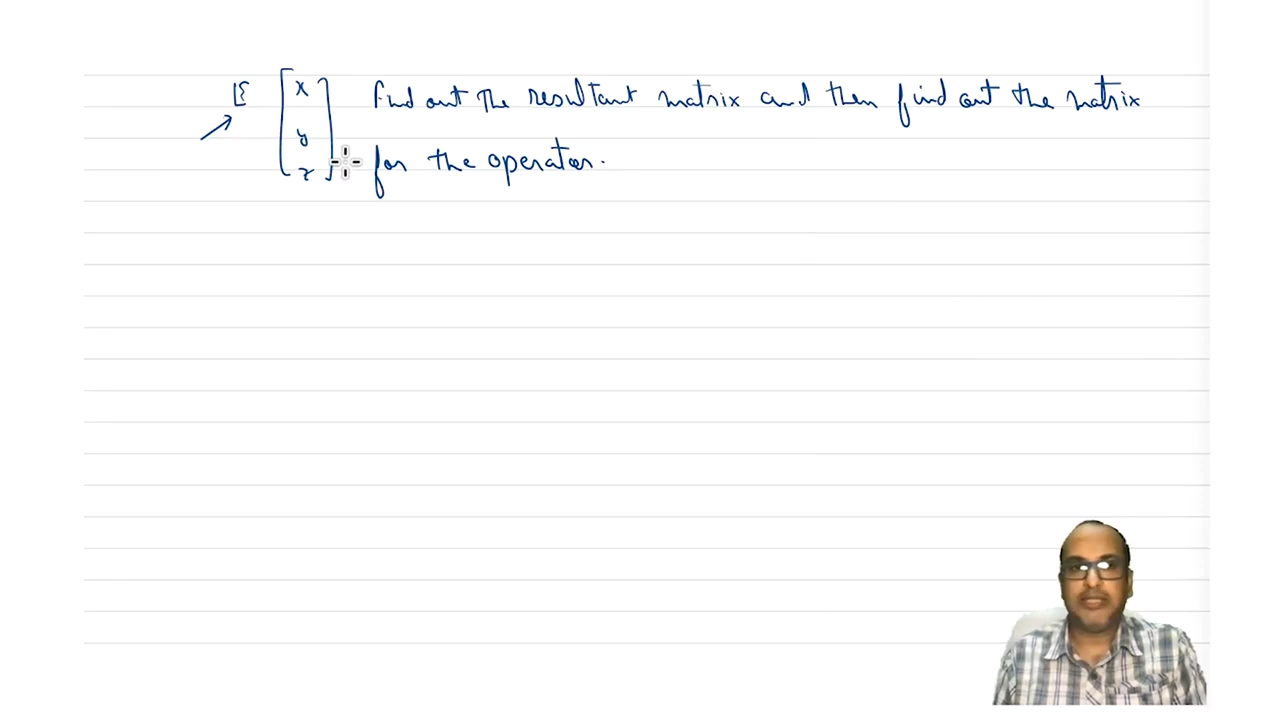 E [x y z] find out the resultant matrix and then find out the matrix
for the operator.